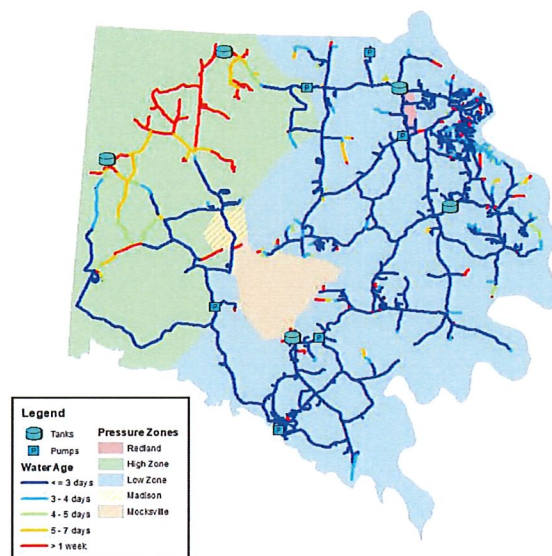 P
P
P
P
P
P
Legend
Tanks
P Pumps
Water Age
< = 3 days
3 - 4 days
4 - 5 days
5 - 7 days
> 1 week
Pressure Zones
Redland
High Zone
Low Zone
Madison
Mocksville